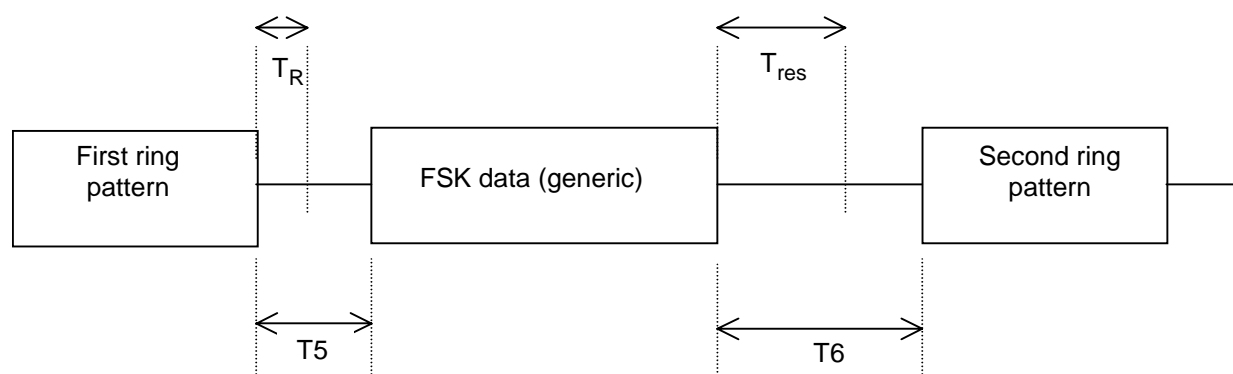 T_R
T_res
First ring
pattern
FSK data (generic)
Second ring
pattern
T5
T6